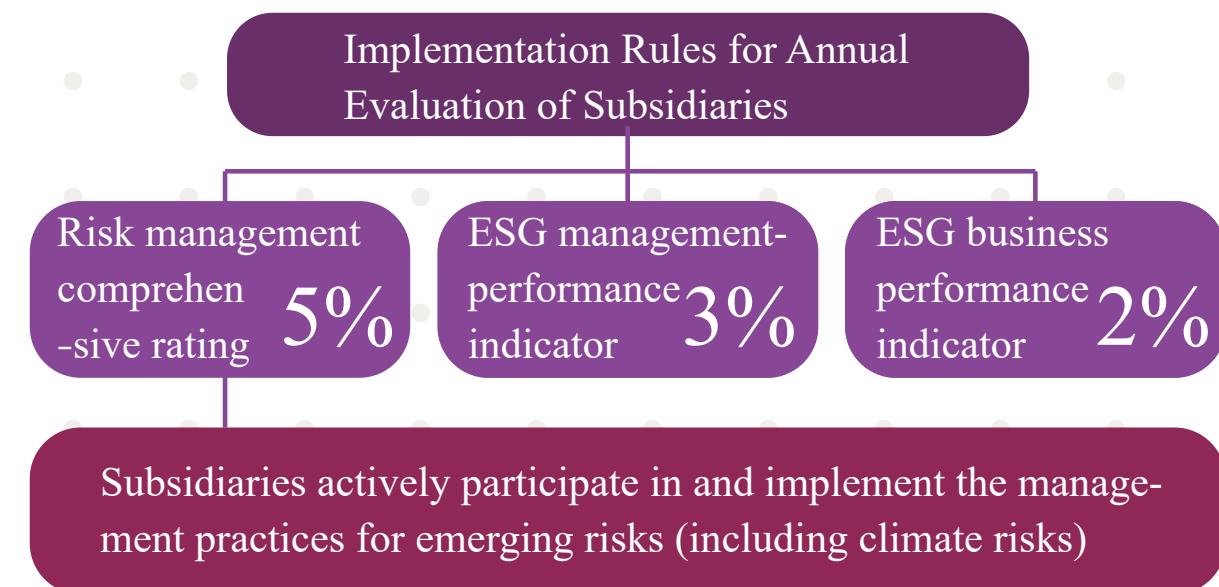 Implementation Rules for Annual
Evaluation of Subsidiaries
Risk management
comprehen
-sive rating
5%
ESG management-
performance
indicator
3%
ESG business
performance
indicator
2%
Subsidiaries actively participate in and implement the manage-
ment practices for emerging risks (including climate risks)